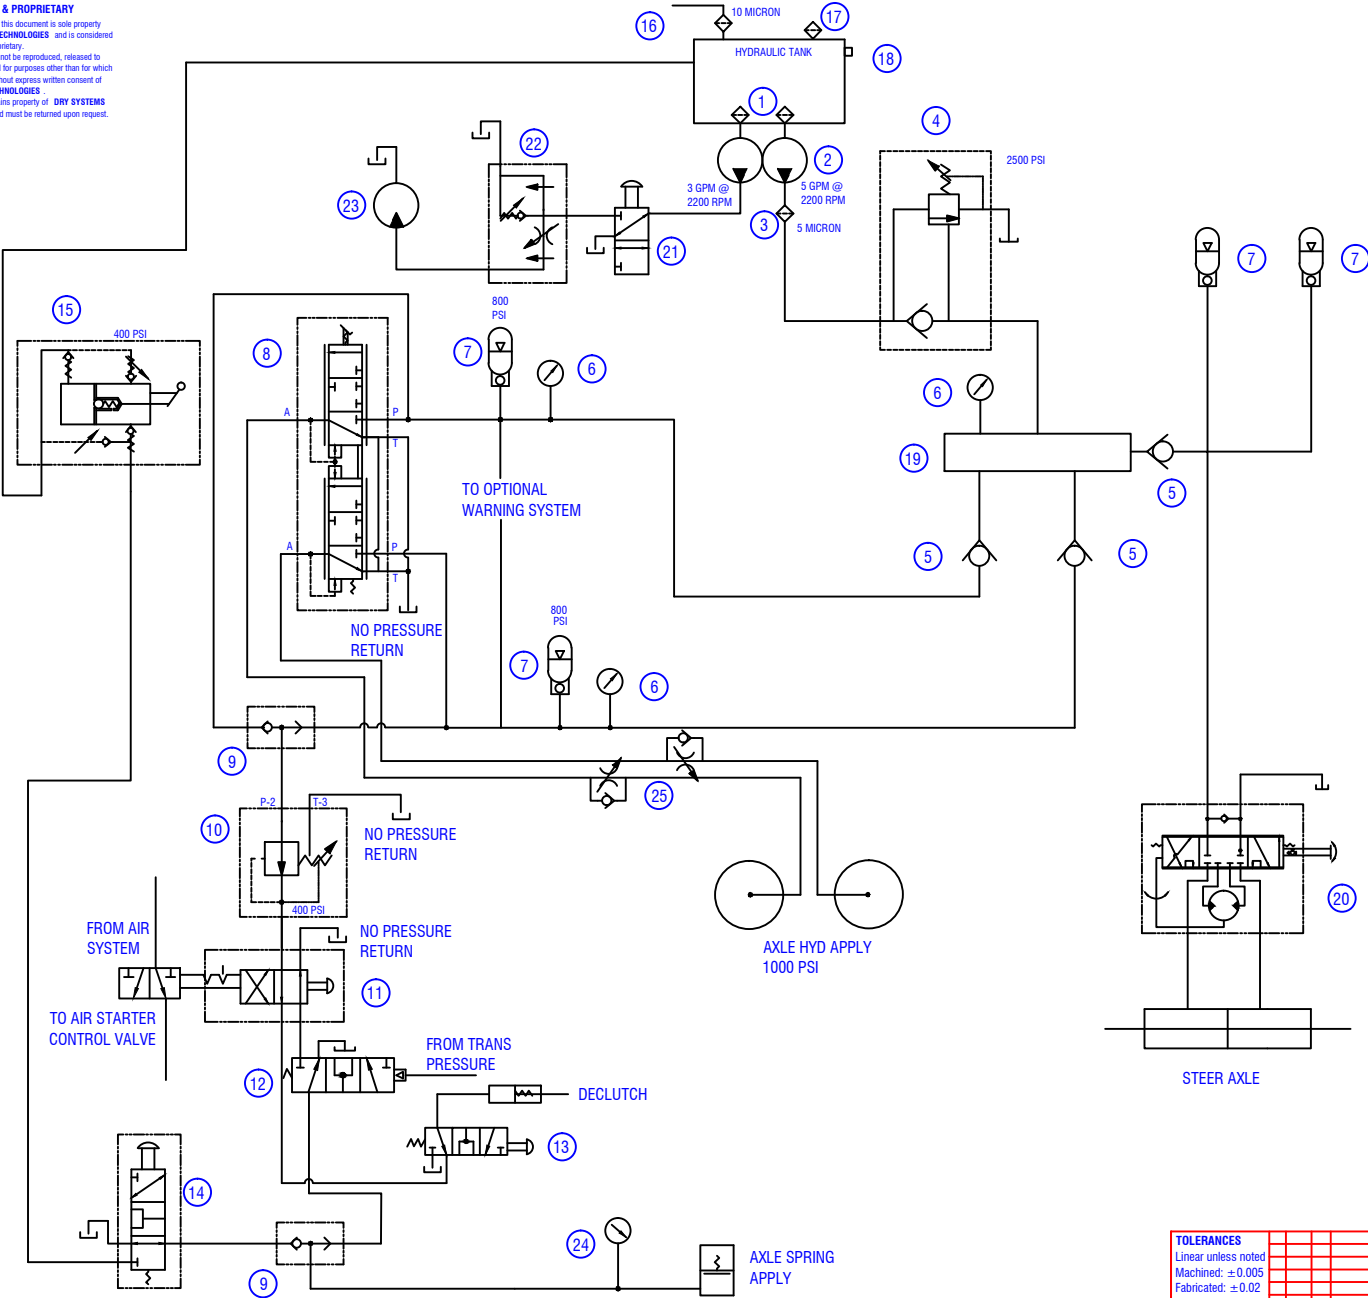 & PROPRIETARY
this document is sole property
ECHNOLOGIES and is considered
prietary.
not be reproduced, released to
d for purposes other than for which
hout express written consent of
HNOLOGIES .
ins property of DRY SYSTEMS
d must be returned upon request.
16
10 MICRON
17
HYDRAULIC TANK
18
1
4
22
2
2500 PSI
23
3 GPM @
2200 RPM
5 GPM @
2200 RPM
3
5 MICRON
21
7
7
15
400 PSI
800
PSI
8
7
6
6
A
P
T
19
TO OPTIONAL
WARNING SYSTEM
5
A
P
T
5
5
800
PSI
NO PRESSURE
RETURN
7
6
9
25
P-2
T-3
10
NO PRESSURE
RETURN
400 PSI
20
FROM AIR
SYSTEM
NO PRESSURE
RETURN
AXLE HYD APPLY
1000 PSI
11
TO AIR STARTER
CONTROL VALVE
FROM TRANS
PRESSURE
12
STEER AXLE
DECLUTCH
13
14
24
AXLE SPRING
APPLY
9
TOLERANCES
Linear unless noted
Machined: ±0.005
Fabricated: ±0.02